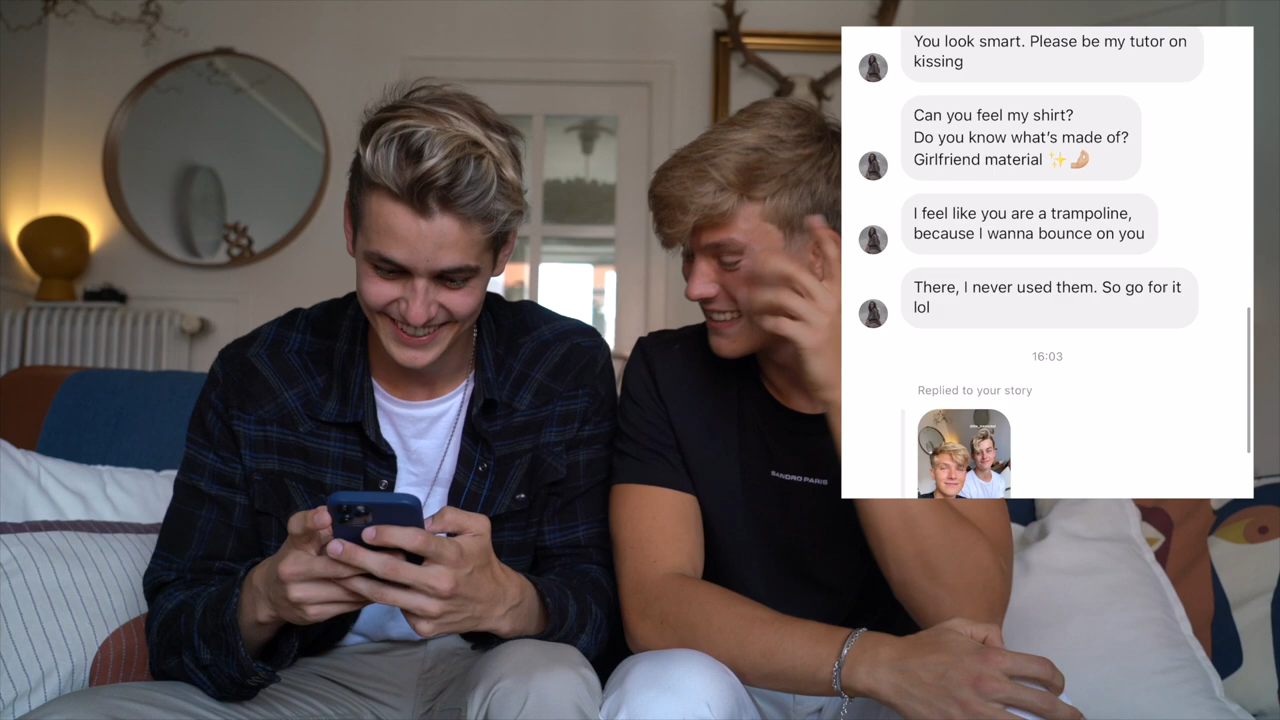 You look smart. Please be my tutor on
kissing
Can you feel my shirt?
Do you know what's made of?
Girlfriend material ✨🤌🏼
I feel like you are a trampoline,
because I wanna bounce on you
There, I never used them. So go for it
lol
16:03
Replied to your story
SANDRO PARIS